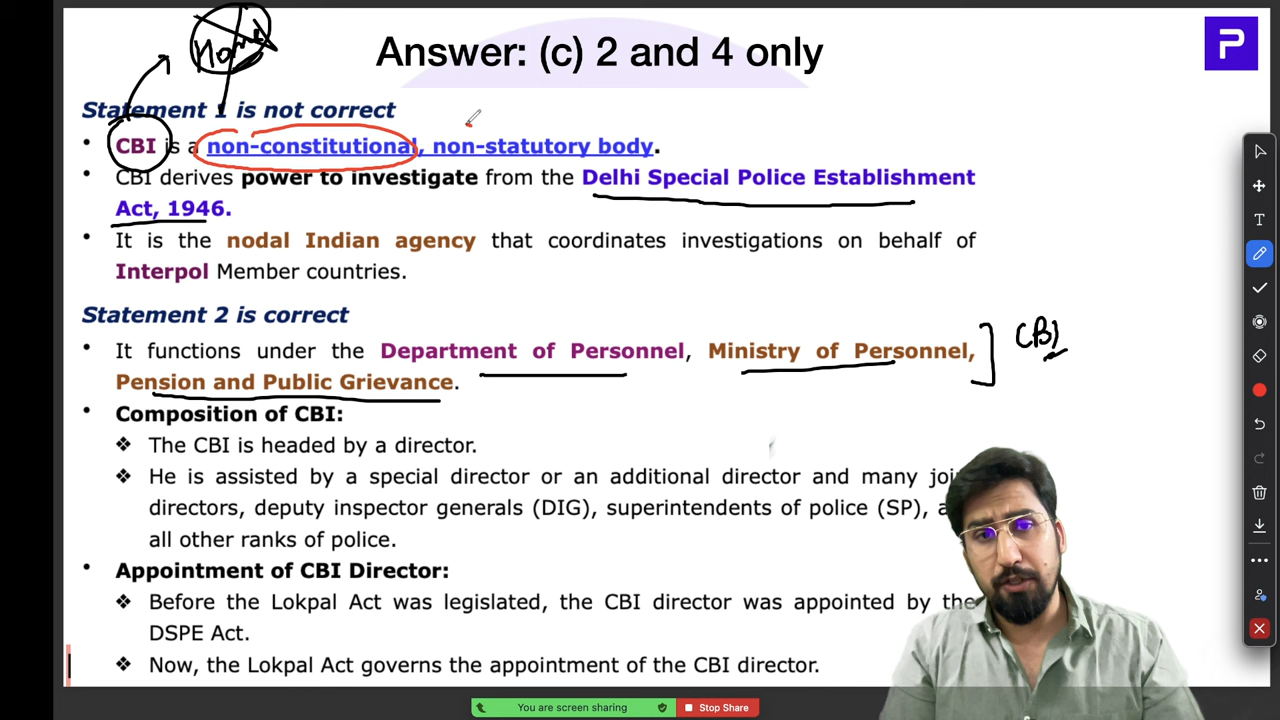 Home
Answer: (c) 2 and 4 only
P
Statement 1 is not correct
• CBI is a non-constitutional, non-statutory body.
• CBI derives power to investigate from the Delhi Special Police Establishment
Act, 1946.
• It is the nodal Indian agency that coordinates investigations on behalf of
Interpol Member countries.
Statement 2 is correct
• It functions under the Department of Personnel, Ministry of Personnel,
Pension and Public Grievance.
CBI
• Composition of CBI:
❖ The CBI is headed by a director.
❖ He is assisted by a special director or an additional director and many
directors, deputy inspector generals (DIG), superintendents of police (SP),
all other ranks of police.
• Appointment of CBI Director:
❖ Before the Lokpal Act was legislated, the CBI director was appointed by the
DSPE Act.
❖ Now, the Lokpal Act governs the appointment of the CBI director.
T
You are screen sharing
Stop Share